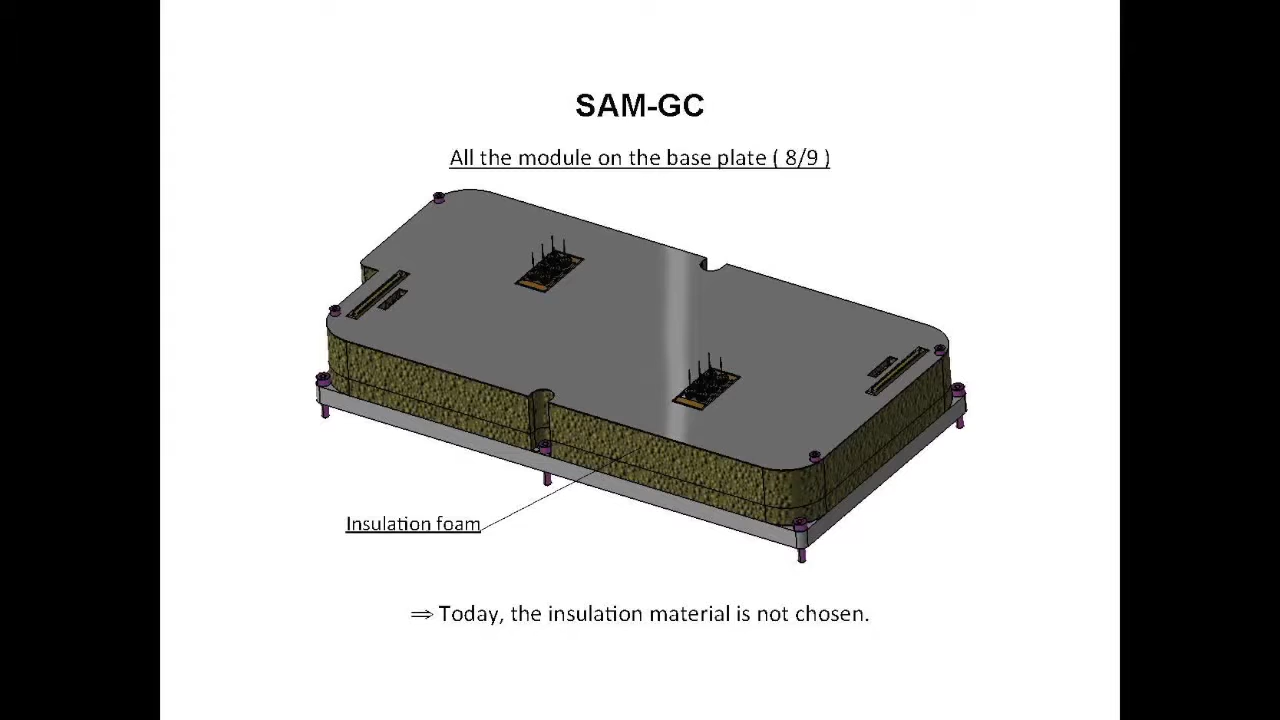 SAM-GC
All the module on the base plate ( 8/9 )
Insulation foam
⇒ Today, the insulation material is not chosen.